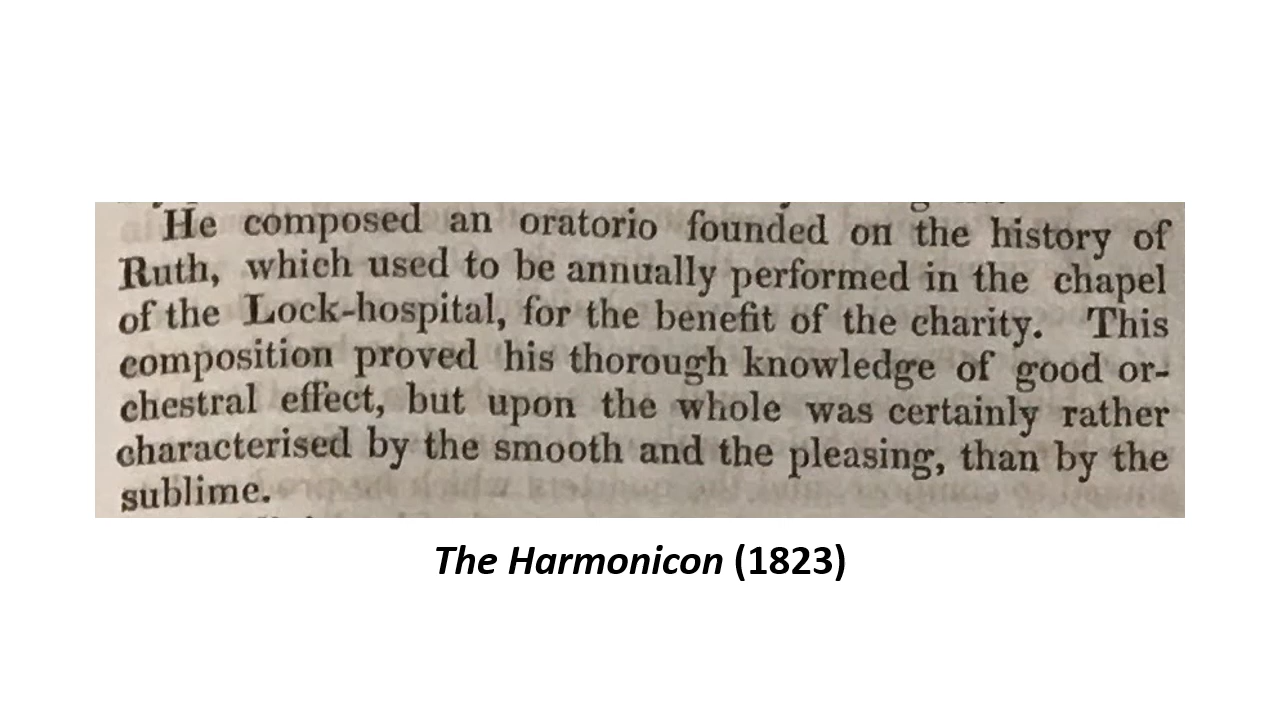 He composed an oratorio founded on the history of
Ruth, which used to be annually performed in the chapel
of the Lock-hospital, for the benefit of the charity. This
composition proved his thorough knowledge of good or-
chestral effect, but upon the whole was certainly rather
characterised by the smooth and the pleasing, than by the
sublime.
The Harmonicon (1823)